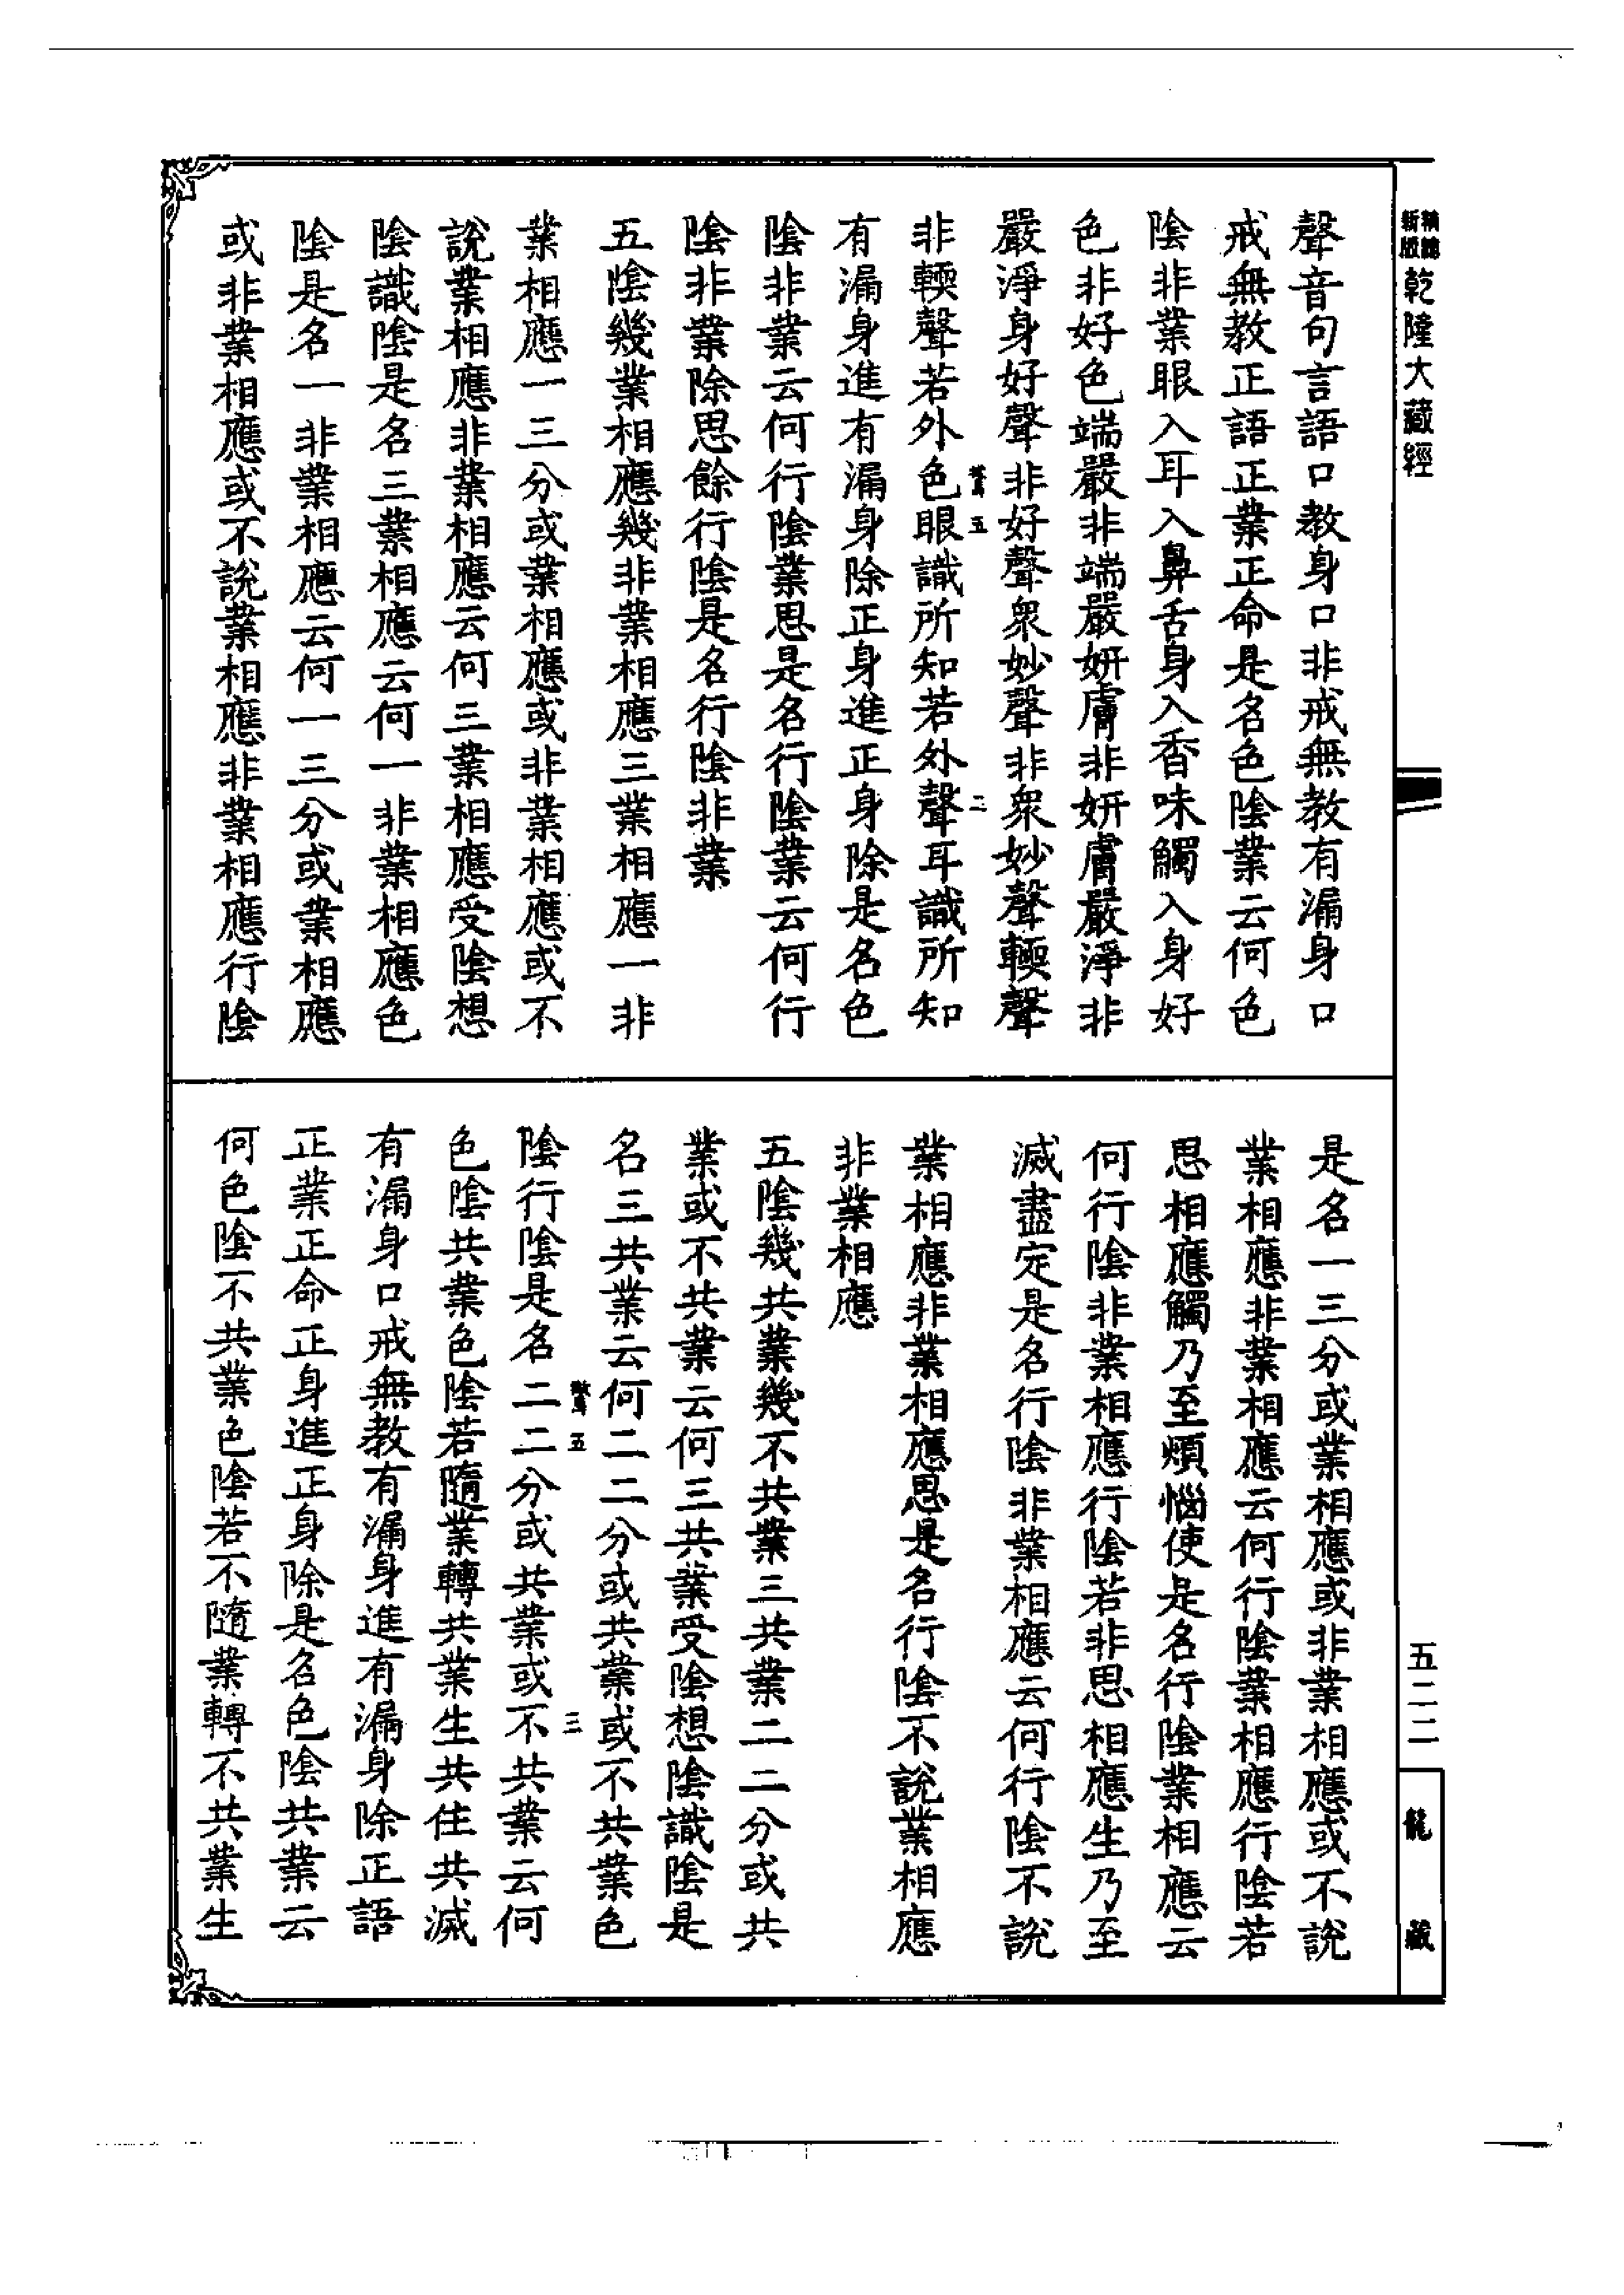 新版
精縮
乾隆大藏經
五二二
龍藏
聲音句言語口教身口非戒無教有漏身口
戒無教正語正業正命是名色陰業云何色
陰非業眼入耳入鼻舌身入香味觸入身好
色非好色端嚴非端嚴妍膚非妍膚嚴淨非
嚴淨身好聲非好聲衆妙聲非衆妙聲輭聲
非輭聲若外色眼識所知若外聲耳識所知
五
二
有漏身進有漏身除正身進正身除是名色
陰非業云何行陰業思是名行陰業云何行
陰非業除思餘行陰是名行陰非業
五陰幾業相應幾非業相應三業相應一非
業相應一三分或業相應或非業相應或不
說業相應非業相應云何三業相應受陰想
陰識陰是名三業相應云何一非業相應色
陰是名一非業相應云何一三分或業相應
或非業相應或不說業相應非業相應行陰
是名一三分或業相應或非業相應或不說
業相應非業相應云何行陰業相應行陰若
思相應觸乃至煩惱使是名行陰業相應云
何行陰非業相應行陰若非思相應生乃至
滅盡定是名行陰非業相應云何行陰不說
業相應非業相應思是名行陰不說業相應
非業相應
五陰幾共業幾不共業三共業二二分或共
業或不共業云何三共業受陰想陰識陰是
名三共業云何二二分或共業或不共業色
五
三
陰行陰是名二二分或共業或不共業云何
色陰共業色陰若隨業轉共業生共住共滅
有漏身口戒無教有漏身進有漏身除正語
正業正命正身進正身除是名色陰共業云
何色陰不共業色陰若不隨業轉不共業生